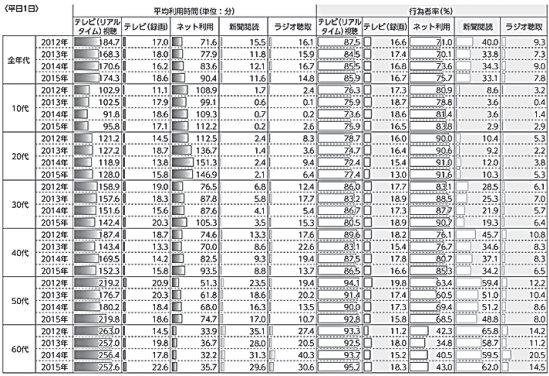 <平日1日>
平均利用時間(単位:分) 行為者率(%)
テレビ(リアルタイム)視聴 テレビ(録画) ネット利用 新聞閲読 ラジオ聴取 テレビ(リアルタイム)視聴 テレビ(録画) ネット利用 新聞閲読 ラジオ聴取
全年代 2012年 184.7 17.0 71.6 15.5 16.1 87.5 16.6 71.0 40.0 9.3
2013年 168.3 18.0 77.9 11.8 15.9 84.5 17.4 70.1 33.8 7.3
2014年 170.6 16.2 83.6 12.1 16.7 85.5 16.8 73.6 34.3 9.0
2015年 174.3 18.6 90.4 11.6 14.8 85.9 16.7 75.7 33.1 7.8
10代 2012年 102.9 11.1 108.9 1.7 2.4 76.3 17.3 80.9 8.6 3.2
2013年 102.5 17.9 99.1 0.6 0.1 75.9 18.7 78.8 3.6 0.4
2014年 91.8 18.6 109.3 0.7 0.2 73.6 18.6 81.4 3.6 1.4
2015年 95.8 17.1 112.2 0.2 2.6 75.9 16.5 83.8 2.9 2.9
20代 2012年 121.2 14.5 112.5 2.4 8.3 78.7 16.0 90.0 10.4 5.3
2013年 127.2 18.7 136.7 1.4 3.6 74.7 16.4 90.6 9.2 2.2
2014年 118.9 13.8 151.3 2.4 9.4 72.4 15.4 91.0 12.0 3.8
2015年 128.0 15.8 146.9 2.1 6.4 77.4 13.0 91.6 10.3 5.3
30代 2012年 158.9 19.0 76.5 6.8 12.4 86.0 17.7 83.1 28.5 6.1
2013年 157.6 18.3 87.8 5.8 17.7 83.2 18.9 88.5 25.3 7.0
2014年 151.6 15.6 87.6 4.1 5.4 86.7 17.3 87.7 21.9 5.7
2015年 142.4 20.3 105.3 3.5 15.3 80.5 18.9 90.7 19.3 6.4
40代 2012年 187.4 18.7 74.6 13.3 17.6 89.6 18.2 76.1 45.7 10.8
2013年 143.4 13.3 70.0 8.6 22.6 83.1 15.4 76.7 34.6 8.3
2014年 169.5 14.2 82.5 9.3 19.4 87.5 17.8 80.7 37.1 8.3
2015年 152.3 15.8 93.5 8.8 13.7 86.5 16.6 85.3 34.2 6.5
50代 2012年 219.2 20.9 51.3 23.5 19.4 94.1 19.8 63.4 59.4 12.2
2013年 176.7 20.3 61.8 18.6 20.2 91.4 17.4 60.5 51.0 10.4
2014年 180.2 18.4 68.0 16.3 13.5 90.0 17.3 69.4 51.2 8.6
2015年 219.8 18.6 74.7 17.0 10.7 92.8 15.8 68.5 48.8 8.0
60代 2012年 263.0 14.5 33.9 35.1 27.4 93.3 11.2 42.3 65.8 14.2
2013年 257.0 19.8 36.7 28.0 20.5 92.5 18.0 34.8 58.7 11.2
2014年 256.4 17.8 32.2 31.3 40.3 93.7 15.2 40.5 59.5 20.5
2015年 257.6 22.6 35.7 29.6 30.6 95.2 18.3 43.0 62.0 14.5